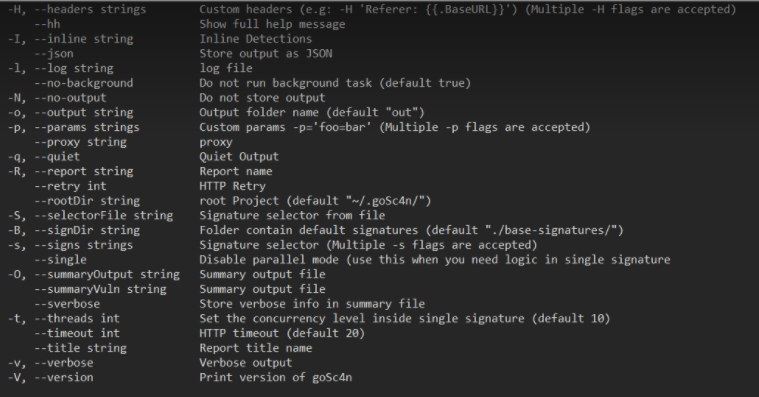 -H, --headers strings Custom headers (e.g: -H 'Referer: {{.BaseURL}}') (Multiple -H flags are accepted)
--hh Show full help message
-I, --inline string Inline Detections
--json Store output as JSON
-l, --log string log file
--no-background Do not run background task (default true)
-N, --no-output Do not store output
-o, --output string Output folder name (default "out")
-p, --params strings Custom params -p='foo=bar' (Multiple -p flags are accepted)
--proxy string proxy
-q, --quiet Quiet Output
-R, --report string Report name
--retry int HTTP Retry
--rootDir string root Project (default "~/.goSc4n/")
-S, --selectorFile string Signature selector from file
-B, --signDir string Folder contain default signatures (default "./base-signatures/")
-s, --signs strings Signature selector (Multiple -s flags are accepted)
--single Disable parallel mode (use this when you need logic in single signature
-O, --summaryOutput string Summary output file
--summaryVuln string Summary output file
--sverbose Store verbose info in summary file
-t, --threads int Set the concurrency level inside single signature (default 10)
--timeout int HTTP timeout (default 20)
--title string Report title name
-v, --verbose Verbose output
-V, --version Print version of goSc4n